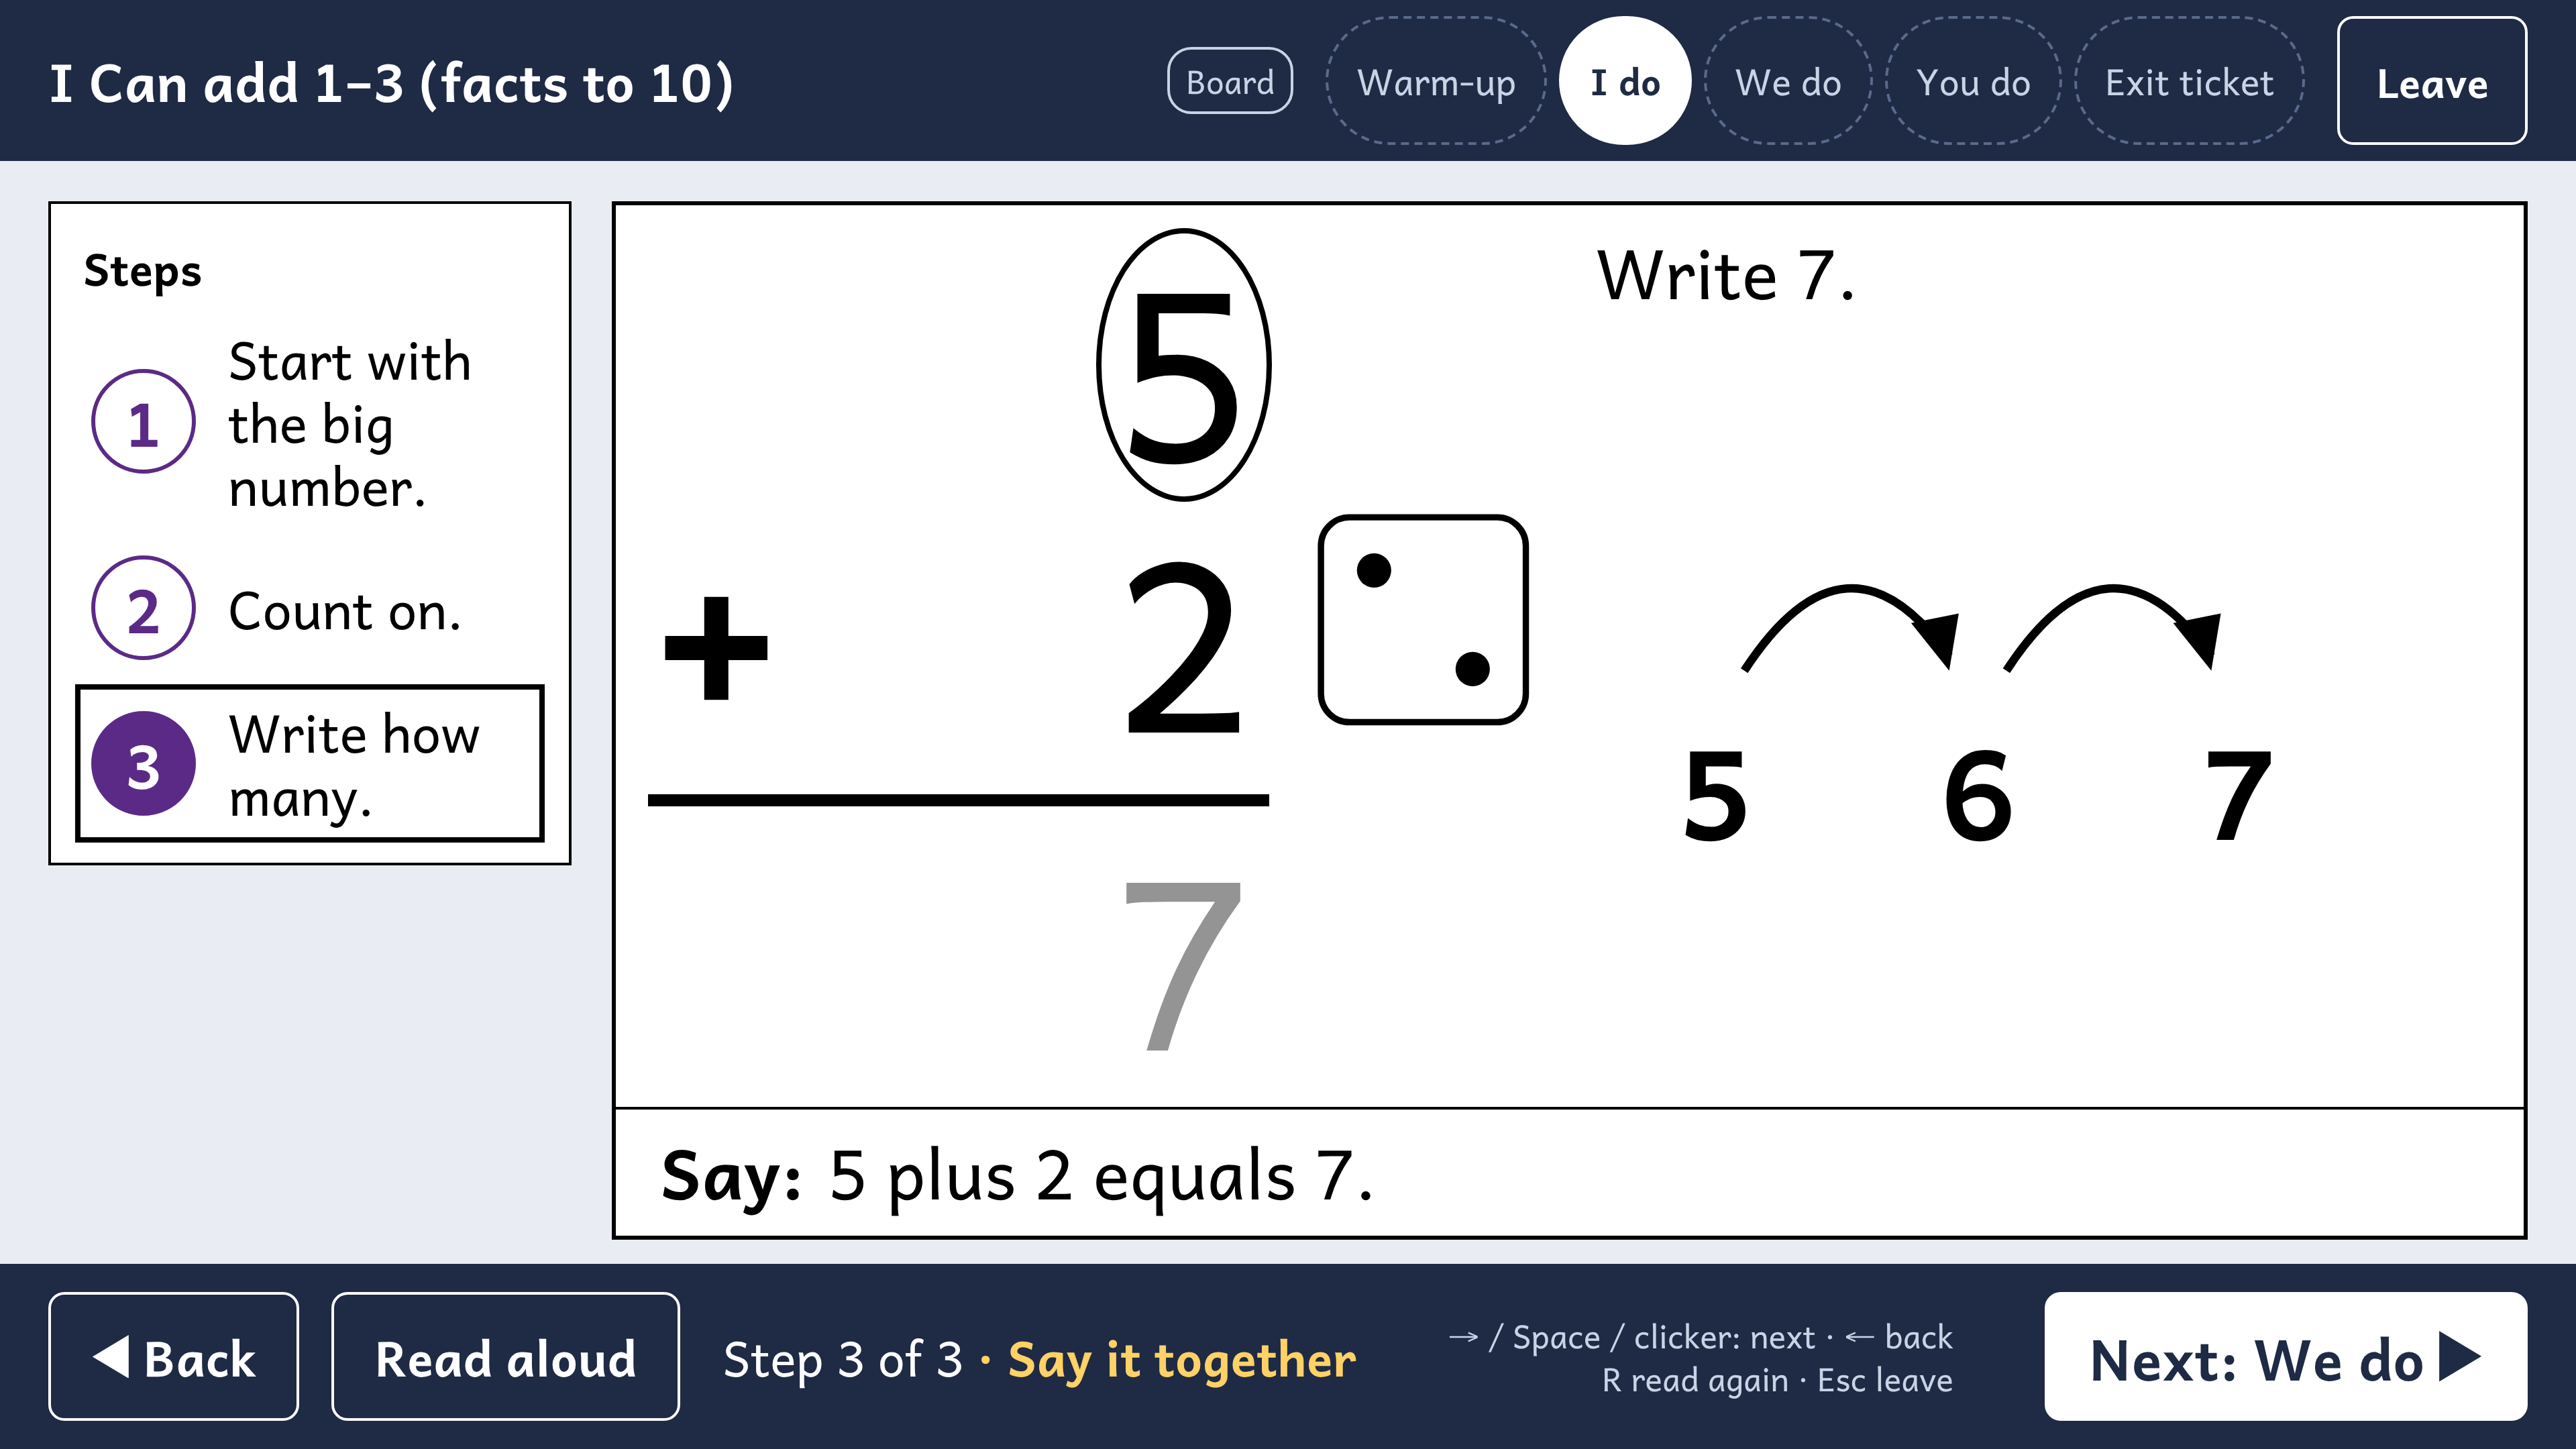 I Can add 1–3 (facts to 10)
Board
Warm-up
I do
We do
You do
Exit ticket
Leave
Steps
1
Start with
the big
number.
2
Count on.
3
Write how
many.
5
+ 2
7
Write 7.
5 6 7
Say: 5 plus 2 equals 7.
◀ Back
Read aloud
Step 3 of 3 · Say it together
→ / Space / clicker: next · ← back
R read again · Esc leave
Next: We do ▶